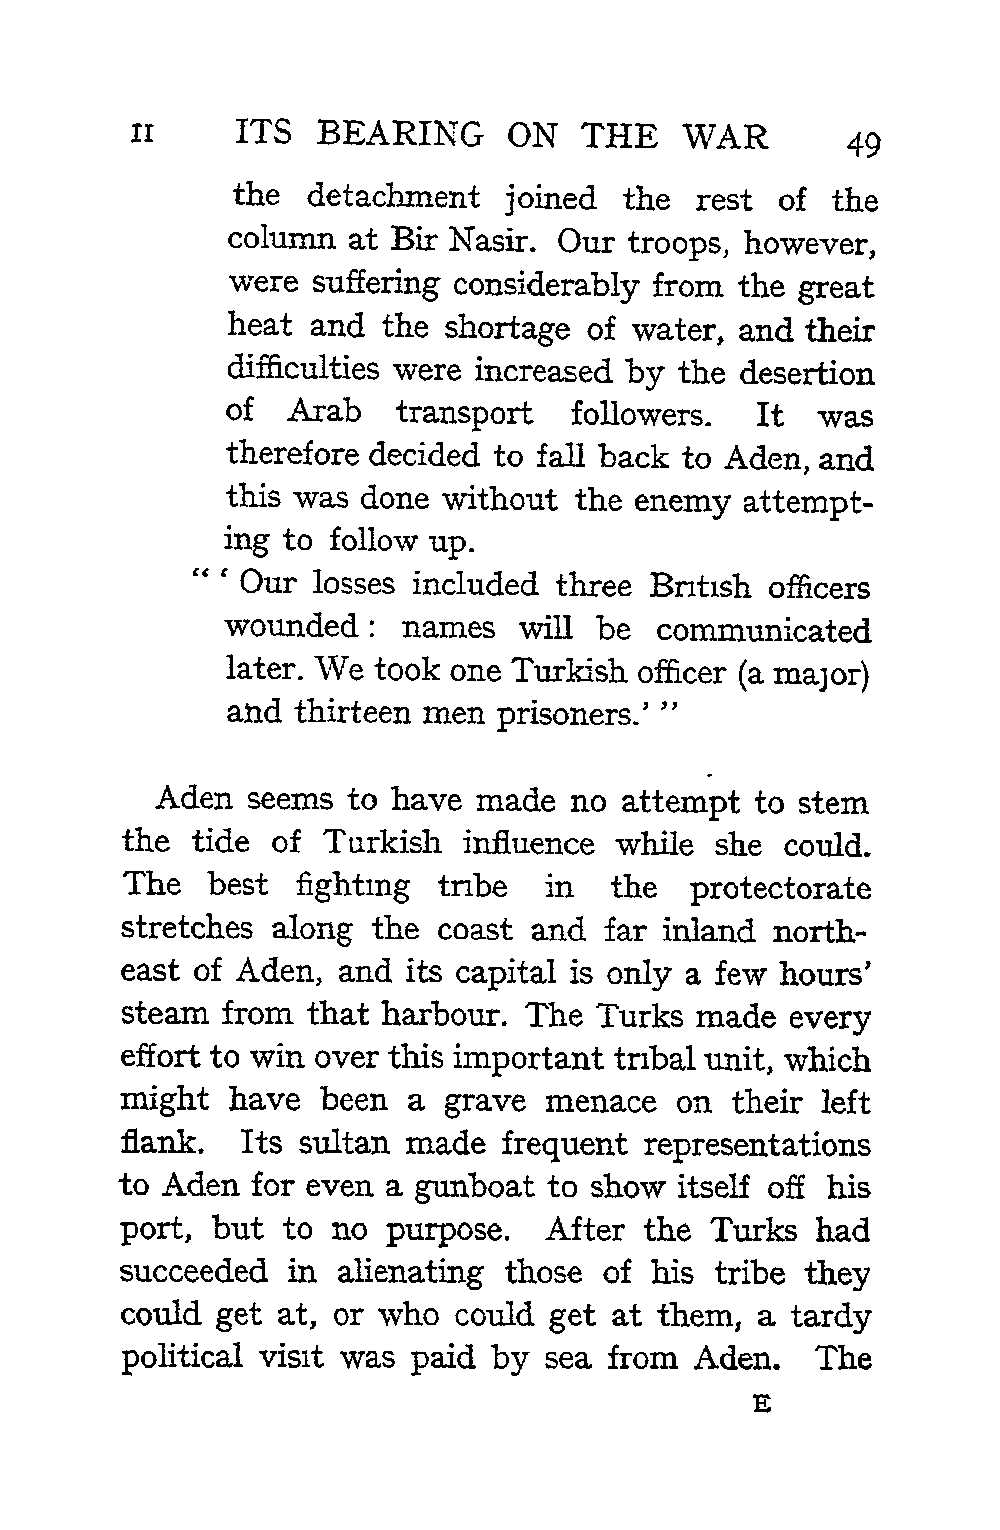 II ITS BEARING ON THE WAR 49
the detachment joined the rest of the
column at Bir Nasir. Our troops, however,
were suffering considerably from the great
heat and the shortage of water, and their
difficulties were increased by the desertion
of Arab transport followers. It was
therefore decided to fall back to Aden, and
this was done without the enemy attempt-
ing to follow up.
“ ‘ Our losses included three British officers
wounded : names will be communicated
later. We took one Turkish officer (a major)
and thirteen men prisoners.’ ”
Aden seems to have made no attempt to stem
the tide of Turkish influence while she could.
The best fighting tribe in the protectorate
stretches along the coast and far inland north-
east of Aden, and its capital is only a few hours’
steam from that harbour. The Turks made every
effort to win over this important tribal unit, which
might have been a grave menace on their left
flank. Its sultan made frequent representations
to Aden for even a gunboat to show itself off his
port, but to no purpose. After the Turks had
succeeded in alienating those of his tribe they
could get at, or who could get at them, a tardy
political visit was paid by sea from Aden. The
E